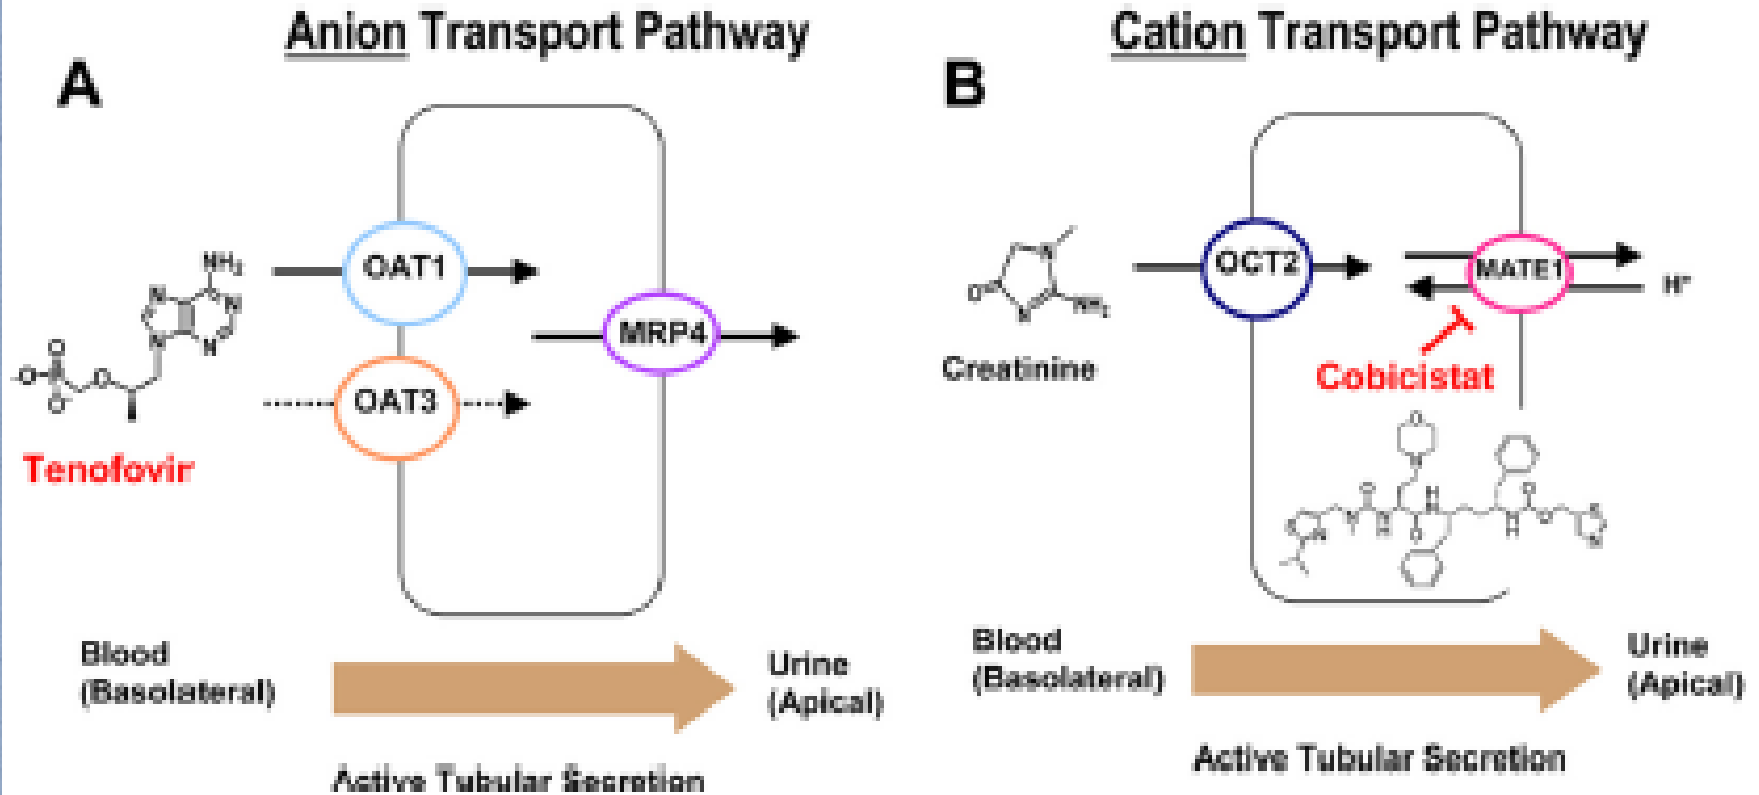 Anion Transport Pathway
A
NH₂
N
N
N
N
O
-O
P
O
O-
OAT1
MRP4
OAT3
Tenofovir
Blood
(Basolateral)
Urine
(Apical)
Active Tubular Secretion
Cation Transport Pathway
B
N
O
N
NH₂
Creatinine
OCT2
MATE1
H⁺
Cobicistat
Blood
(Basolateral)
Urine
(Apical)
Active Tubular Secretion